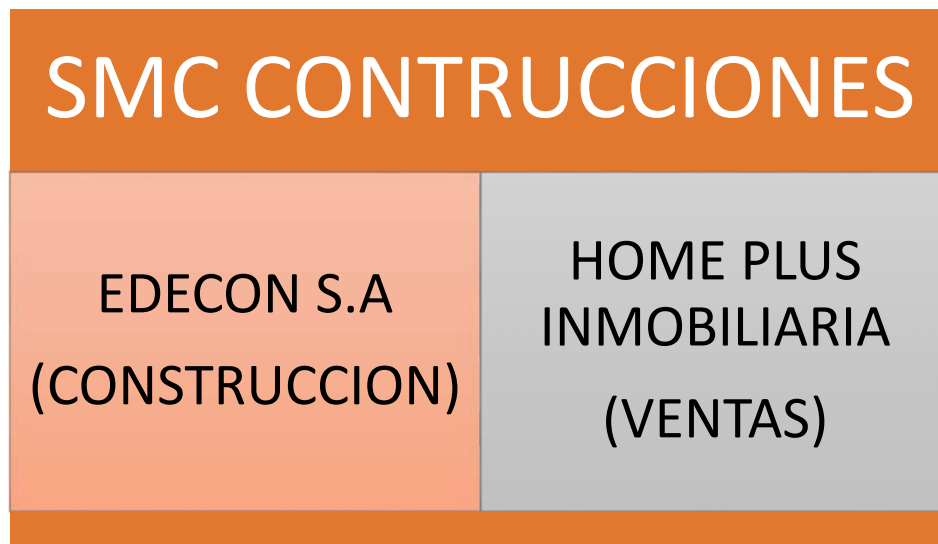 SMC CONTRUCCIONES
EDECON S.A
(CONSTRUCCION)
HOME PLUS
INMOBILIARIA
(VENTAS)